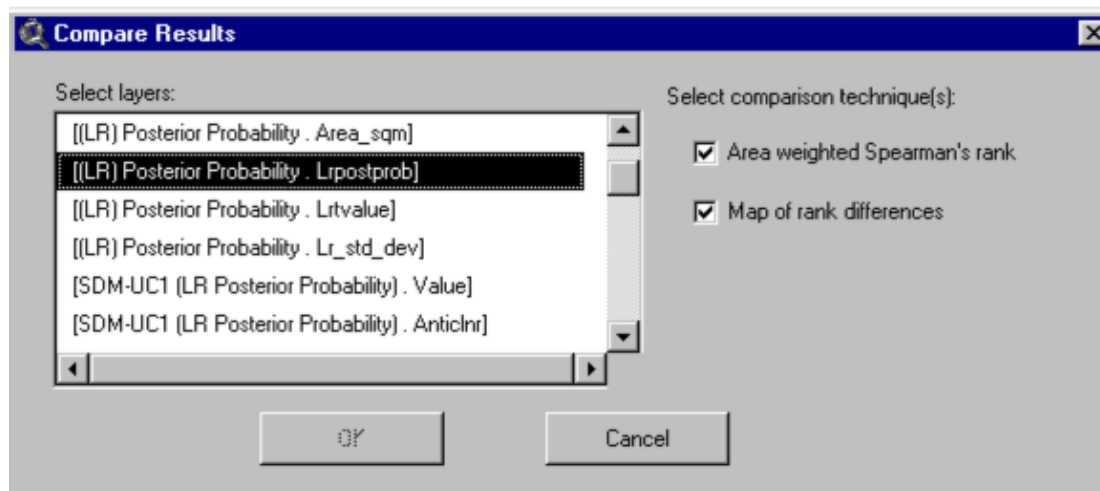 Compare Results
Select layers:
[(LR) Posterior Probability . Area_sqm]
[(LR) Posterior Probability . Lrpostprob]
[(LR) Posterior Probability . Lrtvalue]
[(LR) Posterior Probability . Lr_std_dev]
[SDM-UC1 (LR Posterior Probability) . Value]
[SDM-UC1 (LR Posterior Probability) . Anticlnr]
Select comparison technique(s):
Area weighted Spearman's rank
Map of rank differences
OK
Cancel